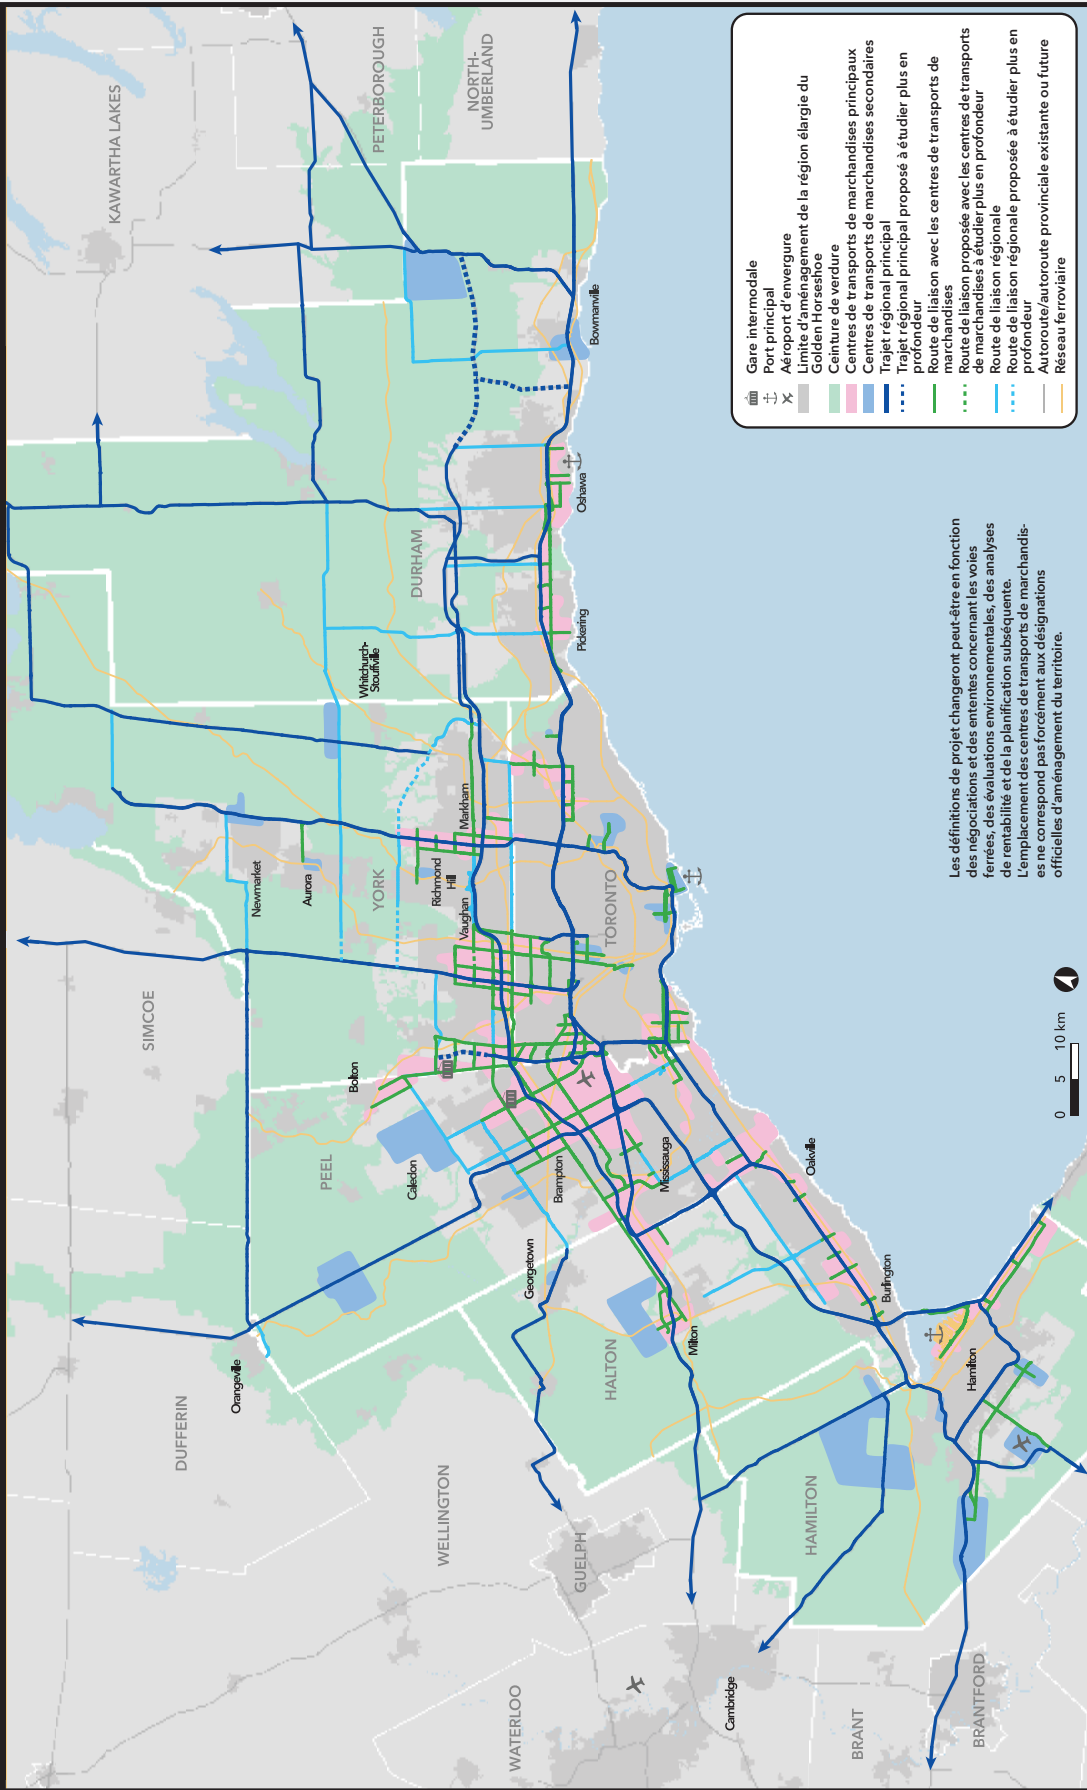 KAWARTHA LAKES
PETERBOROUGH
NORTH-
UMBERLAND
SIMCOE
DURHAM
YORK
PEEL
DUFFERIN
WELLINGTON
HALTON
TORONTO
GUELPH
WATERLOO
HAMILTON
BRANT
BRANTFORD
Bowmanville
Oshawa
Pickering
Whitchurch-
Stouffville
Markham
Richmond
Hill
Vaughan
Newmarket
Aurora
Bolton
Caledon
Brampton
Mississauga
Georgetown
Orangeville
Oakville
Burlington
Milton
Hamilton
Cambridge
Gare intermodale
Port principal
Aéroport d'envergure
Limite d'aménagement de la région élargie du
Golden Horseshoe
Ceinture de verdure
Centres de transports de marchandises principaux
Centres de transports de marchandises secondaires
Trajet régional principal
Trajet régional principal proposé à étudier plus en
profondeur
Route de liaison avec les centres de transports de
marchandises
Route de liaison proposée avec les centres de transports
de marchandises à étudier plus en profondeur
Route de liaison régionale
Route de liaison régionale proposée à étudier plus en
profondeur
Autoroute/autoroute provinciale existante ou future
Réseau ferroviaire
Les définitions de projet changeront peut-être en fonction
des négociations et des ententes concernant les voies
ferrées, des évaluations environnementales, des analyses
de rentabilité et de la planification subséquente.
L'emplacement des centres de transports de marchandis-
es ne correspond pas forcément aux désignations
officielles d'aménagement du territoire.
0 5 10 km